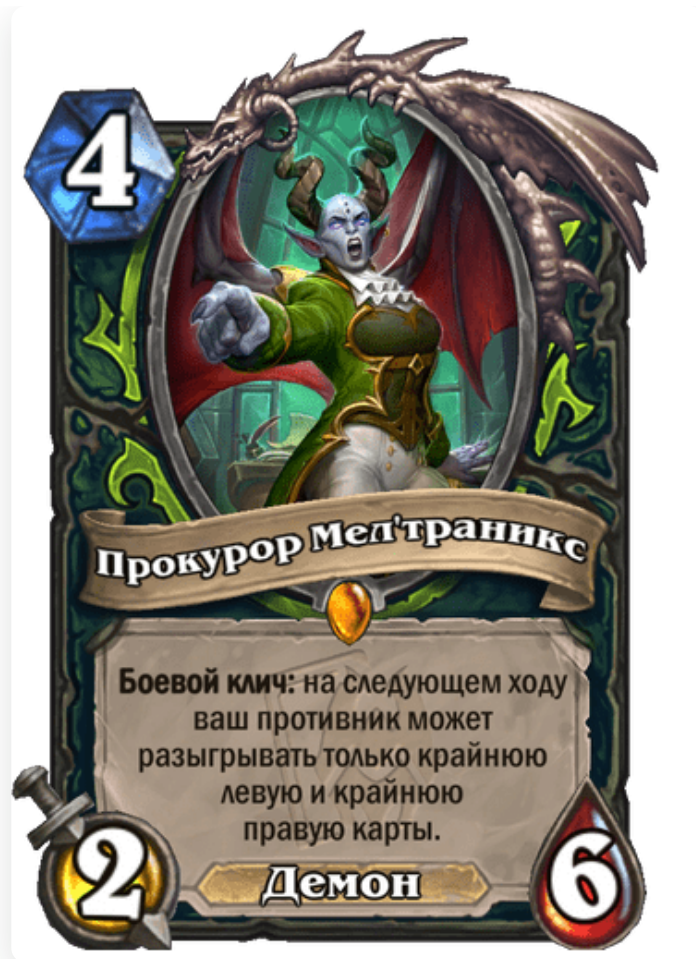 4
Прокурор Мел'траникс
Боевой клич: на следующем ходу
ваш противник может
разыгрывать только крайнюю
левую и крайнюю
правую карты.
2
Демон
6